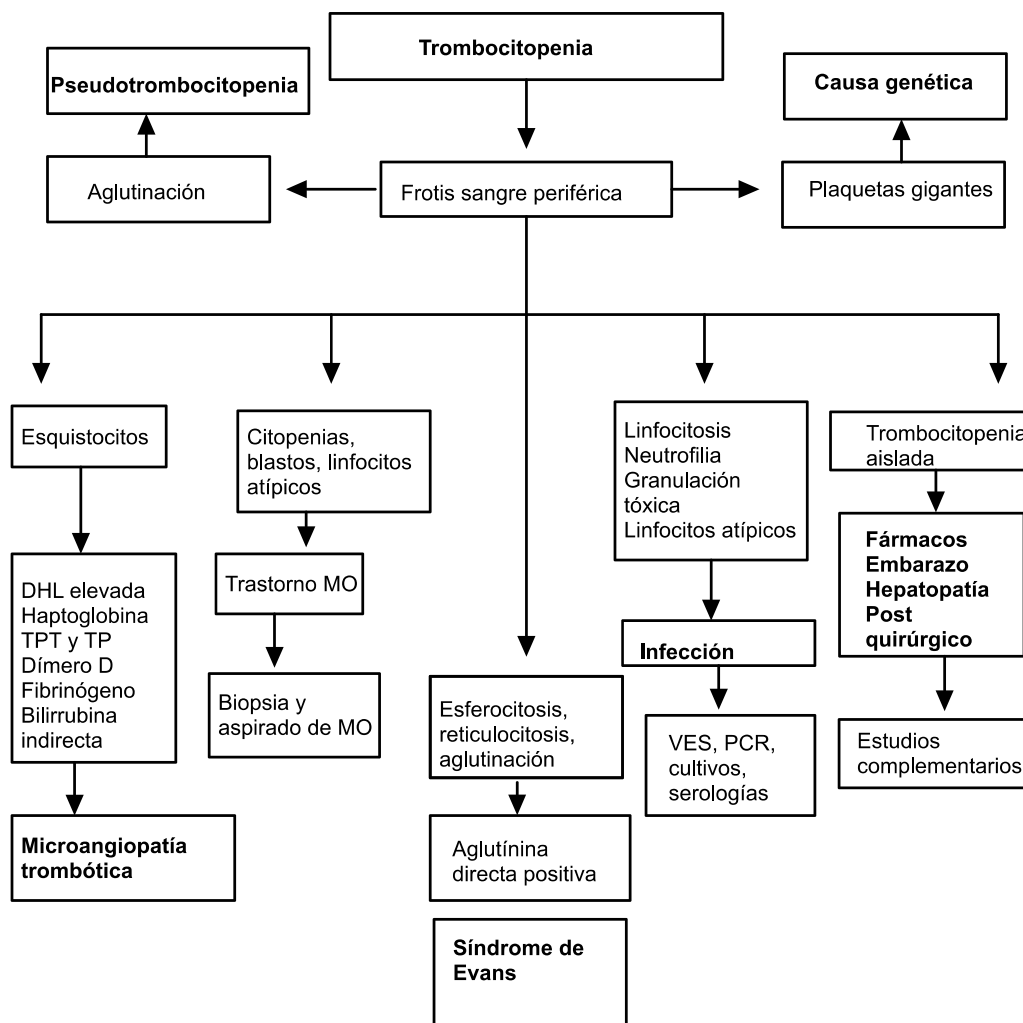 Trombocitopenia
Pseudotrombocitopenia
Causa genética
Aglutinación
Frotis sangre periférica
Plaquetas gigantes
Esquistocitos
Citopenias,
blastos, linfocitos
atípicos
Linfocitosis
Neutrofilia
Granulación
tóxica
Linfocitos atípicos
Trombocitopenia
aislada
DHL elevada
Haptoglobina
TPT y TP
Dímero D
Fibrinógeno
Bilirrubina
indirecta
Trastorno MO
Fármacos
Embarazo
Hepatopatía
Post
quirúrgico
Infección
Biopsia y
aspirado de MO
Esferocitosis,
reticulocitosis,
aglutinación
VES, PCR,
cultivos,
serologías
Estudios
complementarios
Microangiopatía
trombótica
Aglutínina
directa positiva
Síndrome de
Evans